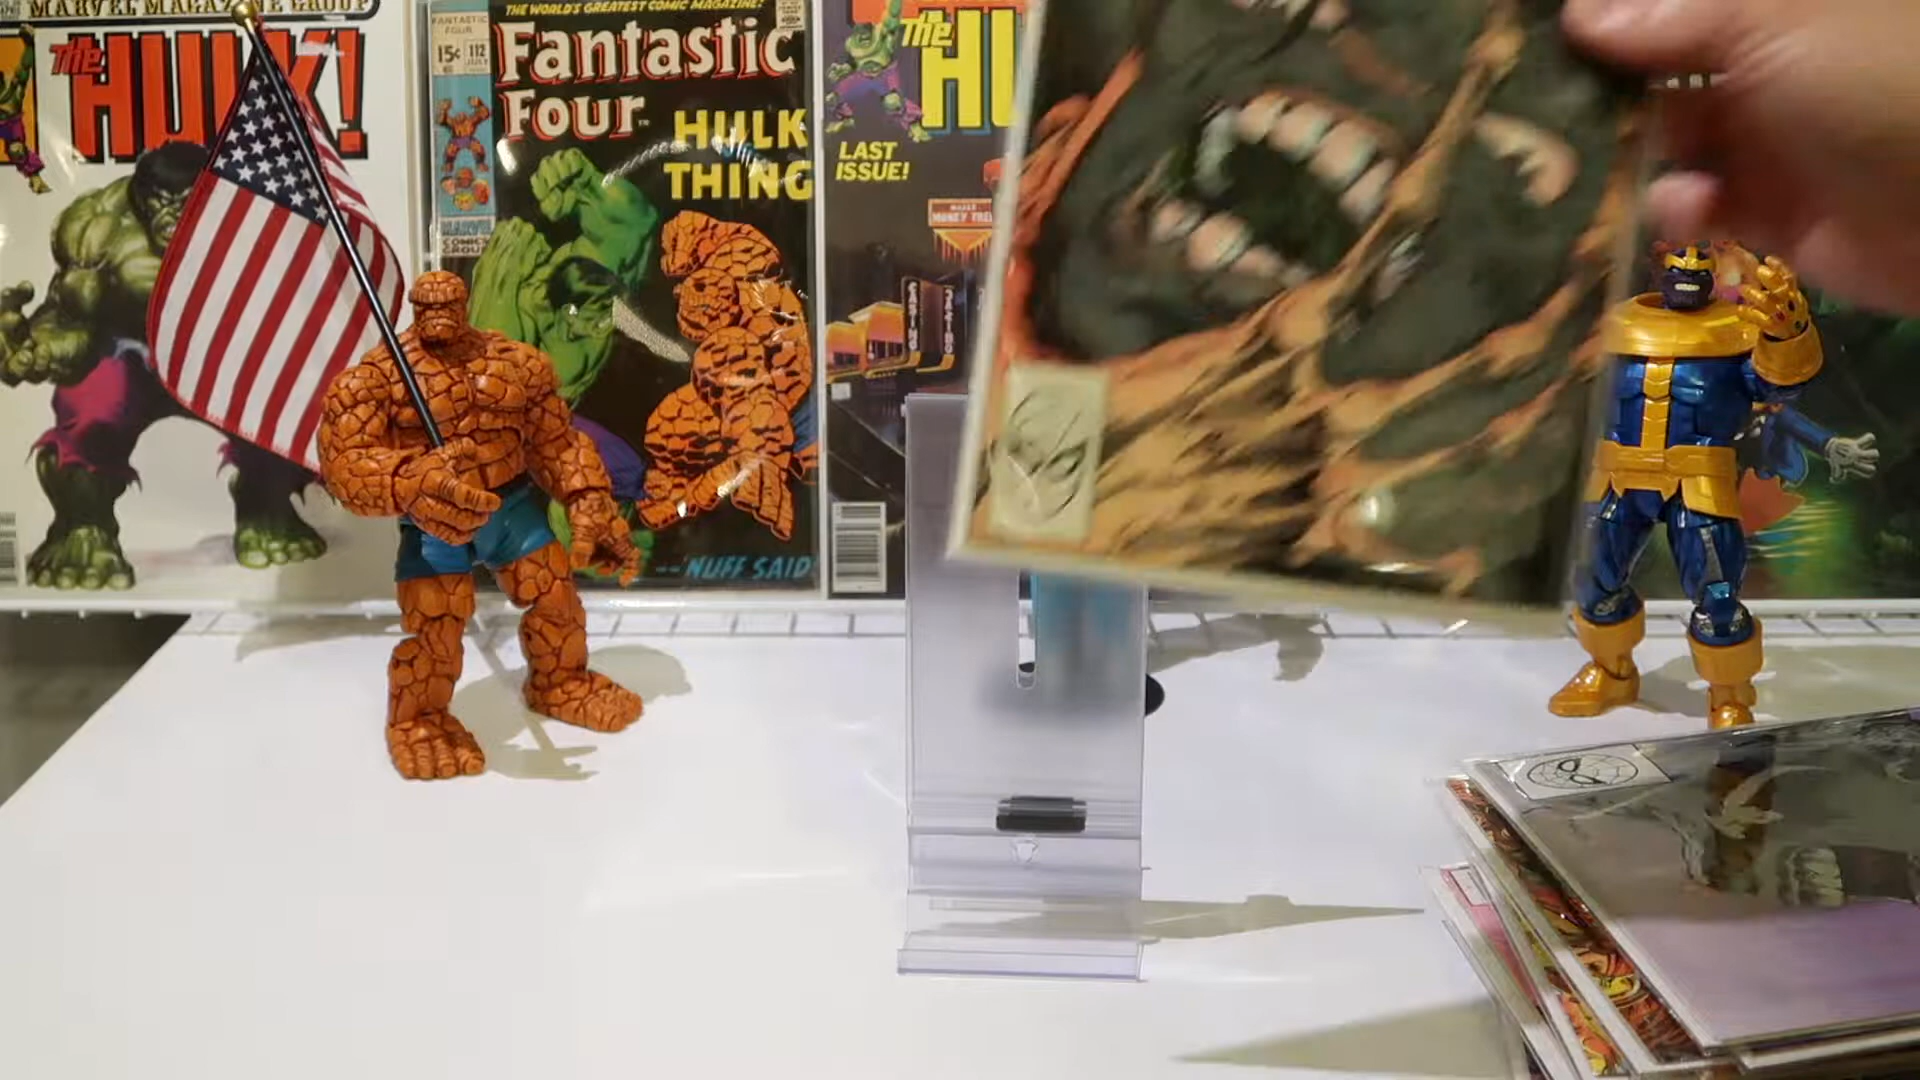 MARVEL MAGAZINE GROUP
The
HULK!
THE WORLD'S GREATEST COMIC MAGAZINE!
FANTASTIC
FOUR
15¢
112
JULY
Fantastic
Four
HULK
THING
MARVEL
COMICS
GROUP
--'NUFF SAID
The
HU
LAST
ISSUE!